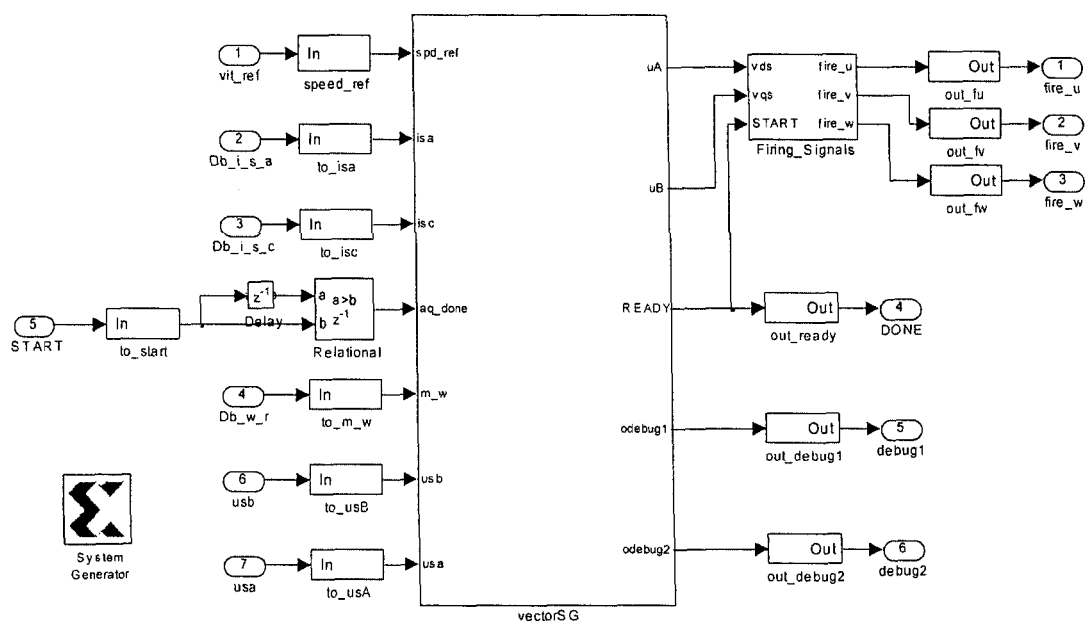 1
In
spd_ref
vit_ref
speed_ref
2
In
isa
Db_i_s_a
to_isa
3
In
isc
Db_i_s_c
to_isc
z⁻¹
Delay
a
a>b
b
z⁻¹
Relational
aq_done
5
In
START
to_start
4
In
m_w
Db_w_r
to_m_w
6
In
usb
usb
to_usB
7
In
usa
usa
to_usA
System
Generator
vectorSG
uA
uB
READY
odebug1
odebug2
vds
fire_u
vqs
fire_v
START
fire_w
Firing_Signals
Out
1
out_fu
fire_u
Out
2
out_fv
fire_v
Out
3
out_fw
fire_w
Out
4
out_ready
DONE
Out
5
out_debug1
debug1
Out
6
out_debug2
debug2